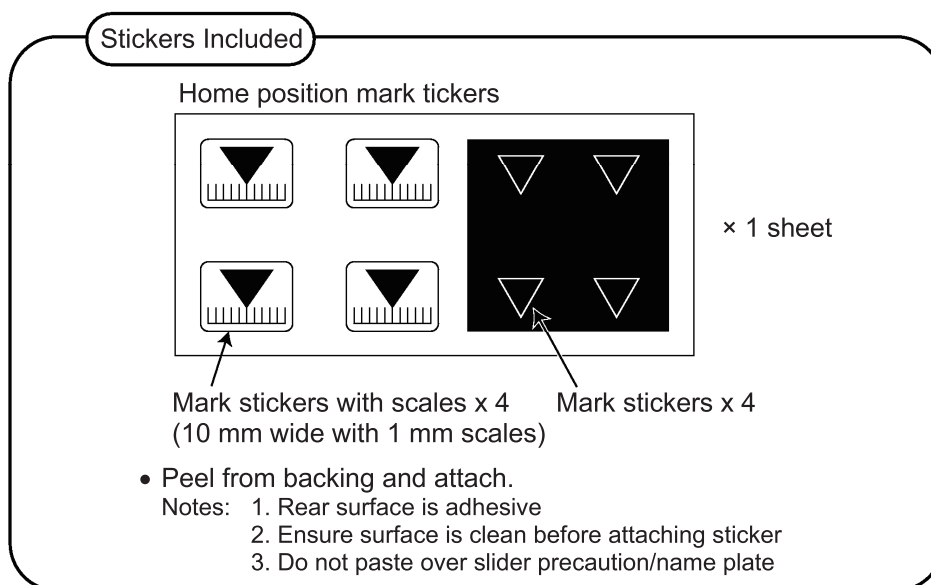 Stickers Included
Home position mark tickers
× 1 sheet
Mark stickers with scales x 4
(10 mm wide with 1 mm scales)
Mark stickers x 4
• Peel from backing and attach.
Notes: 1. Rear surface is adhesive
2. Ensure surface is clean before attaching sticker
3. Do not paste over slider precaution/name plate